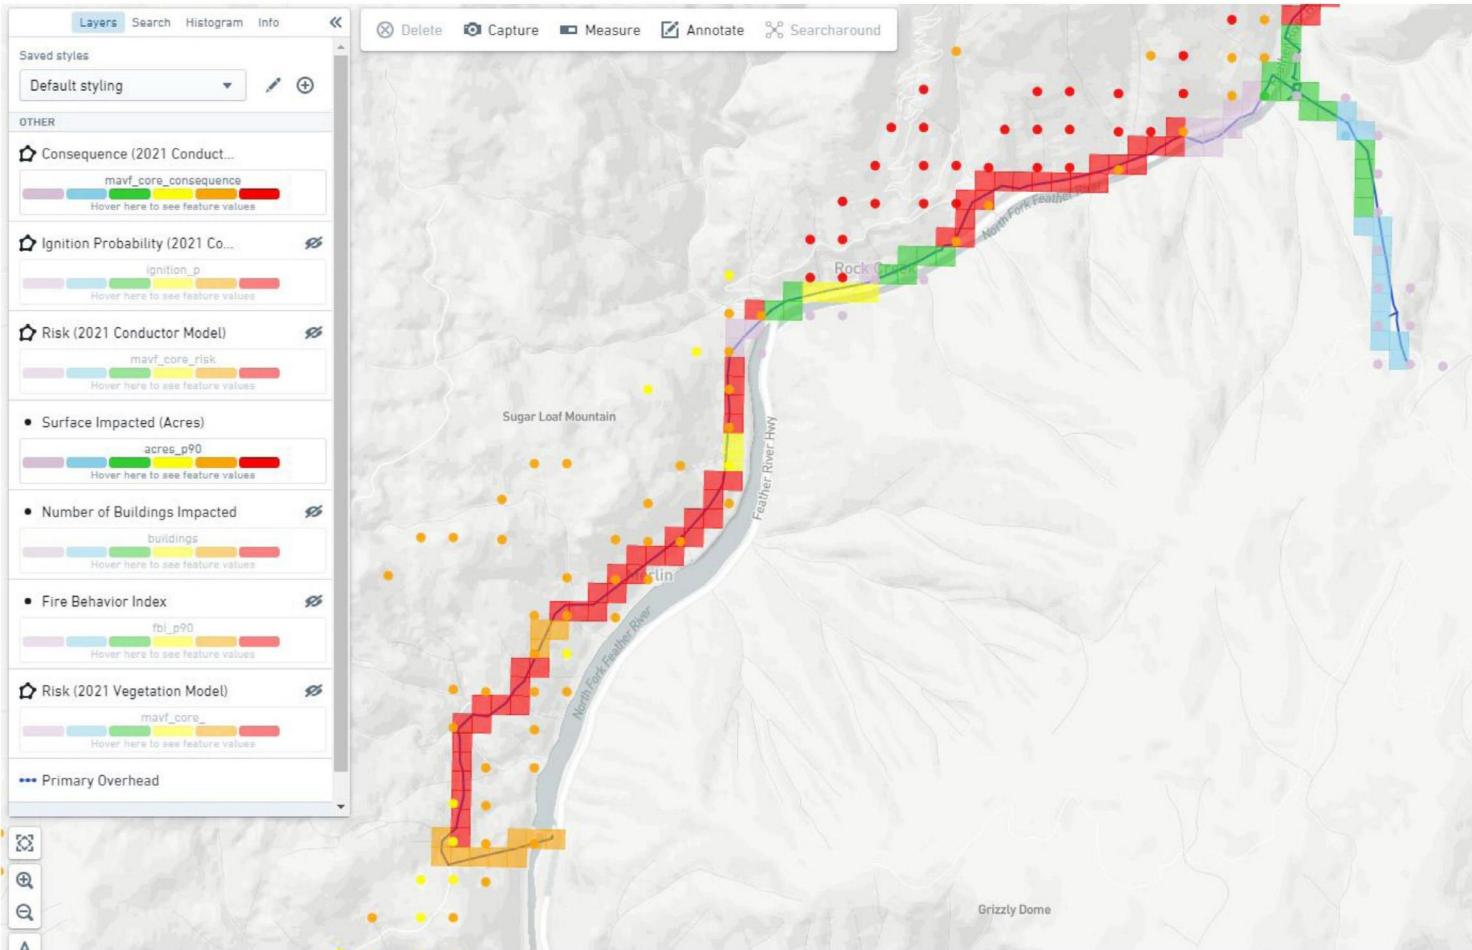 Layers Search Histogram Info
Delete Capture Measure Annotate Searcharound
Saved styles
Default styling
OTHER
Consequence (2021 Conduct...
mavf_core_consequence
Hover here to see feature values
Ignition Probability (2021 Co...
ignition_p
Hover here to see feature values
Risk (2021 Conductor Model)
mavf_core_risk
Hover here to see feature values
Surface Impacted (Acres)
acres_p90
Hover here to see feature values
Number of Buildings Impacted
buildings
Hover here to see feature values
Fire Behavior Index
fbi_p90
Hover here to see feature values
Risk (2021 Vegetation Model)
mavf_core_
Hover here to see feature values
Primary Overhead
North Fork Feather River
Sugar Loaf Mountain
Feather River Hwy
North Fork Feather River
Grizzly Dome